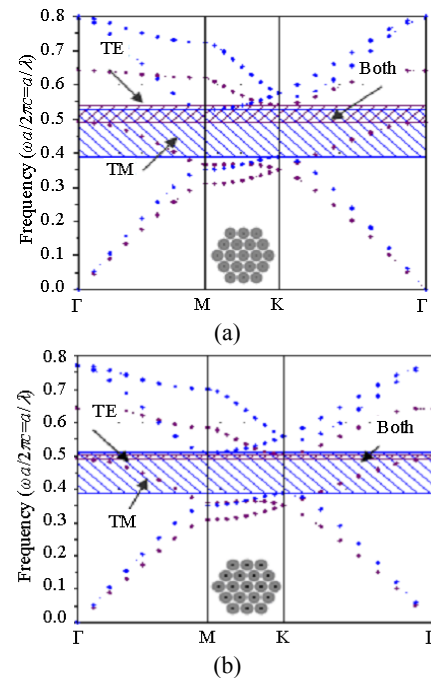 0.8
0.7
0.6
0.5
0.4
0.3
0.2
0.1
0.0
Frequency (ωa/2πc=a/λ)
TE
Both
TM
Γ M K Γ
(a)
0.8
0.7
0.6
0.5
0.4
0.3
0.2
0.1
0.0
Frequency (ωa/2πc=a/λ)
TE
Both
TM
Γ M K
(b)